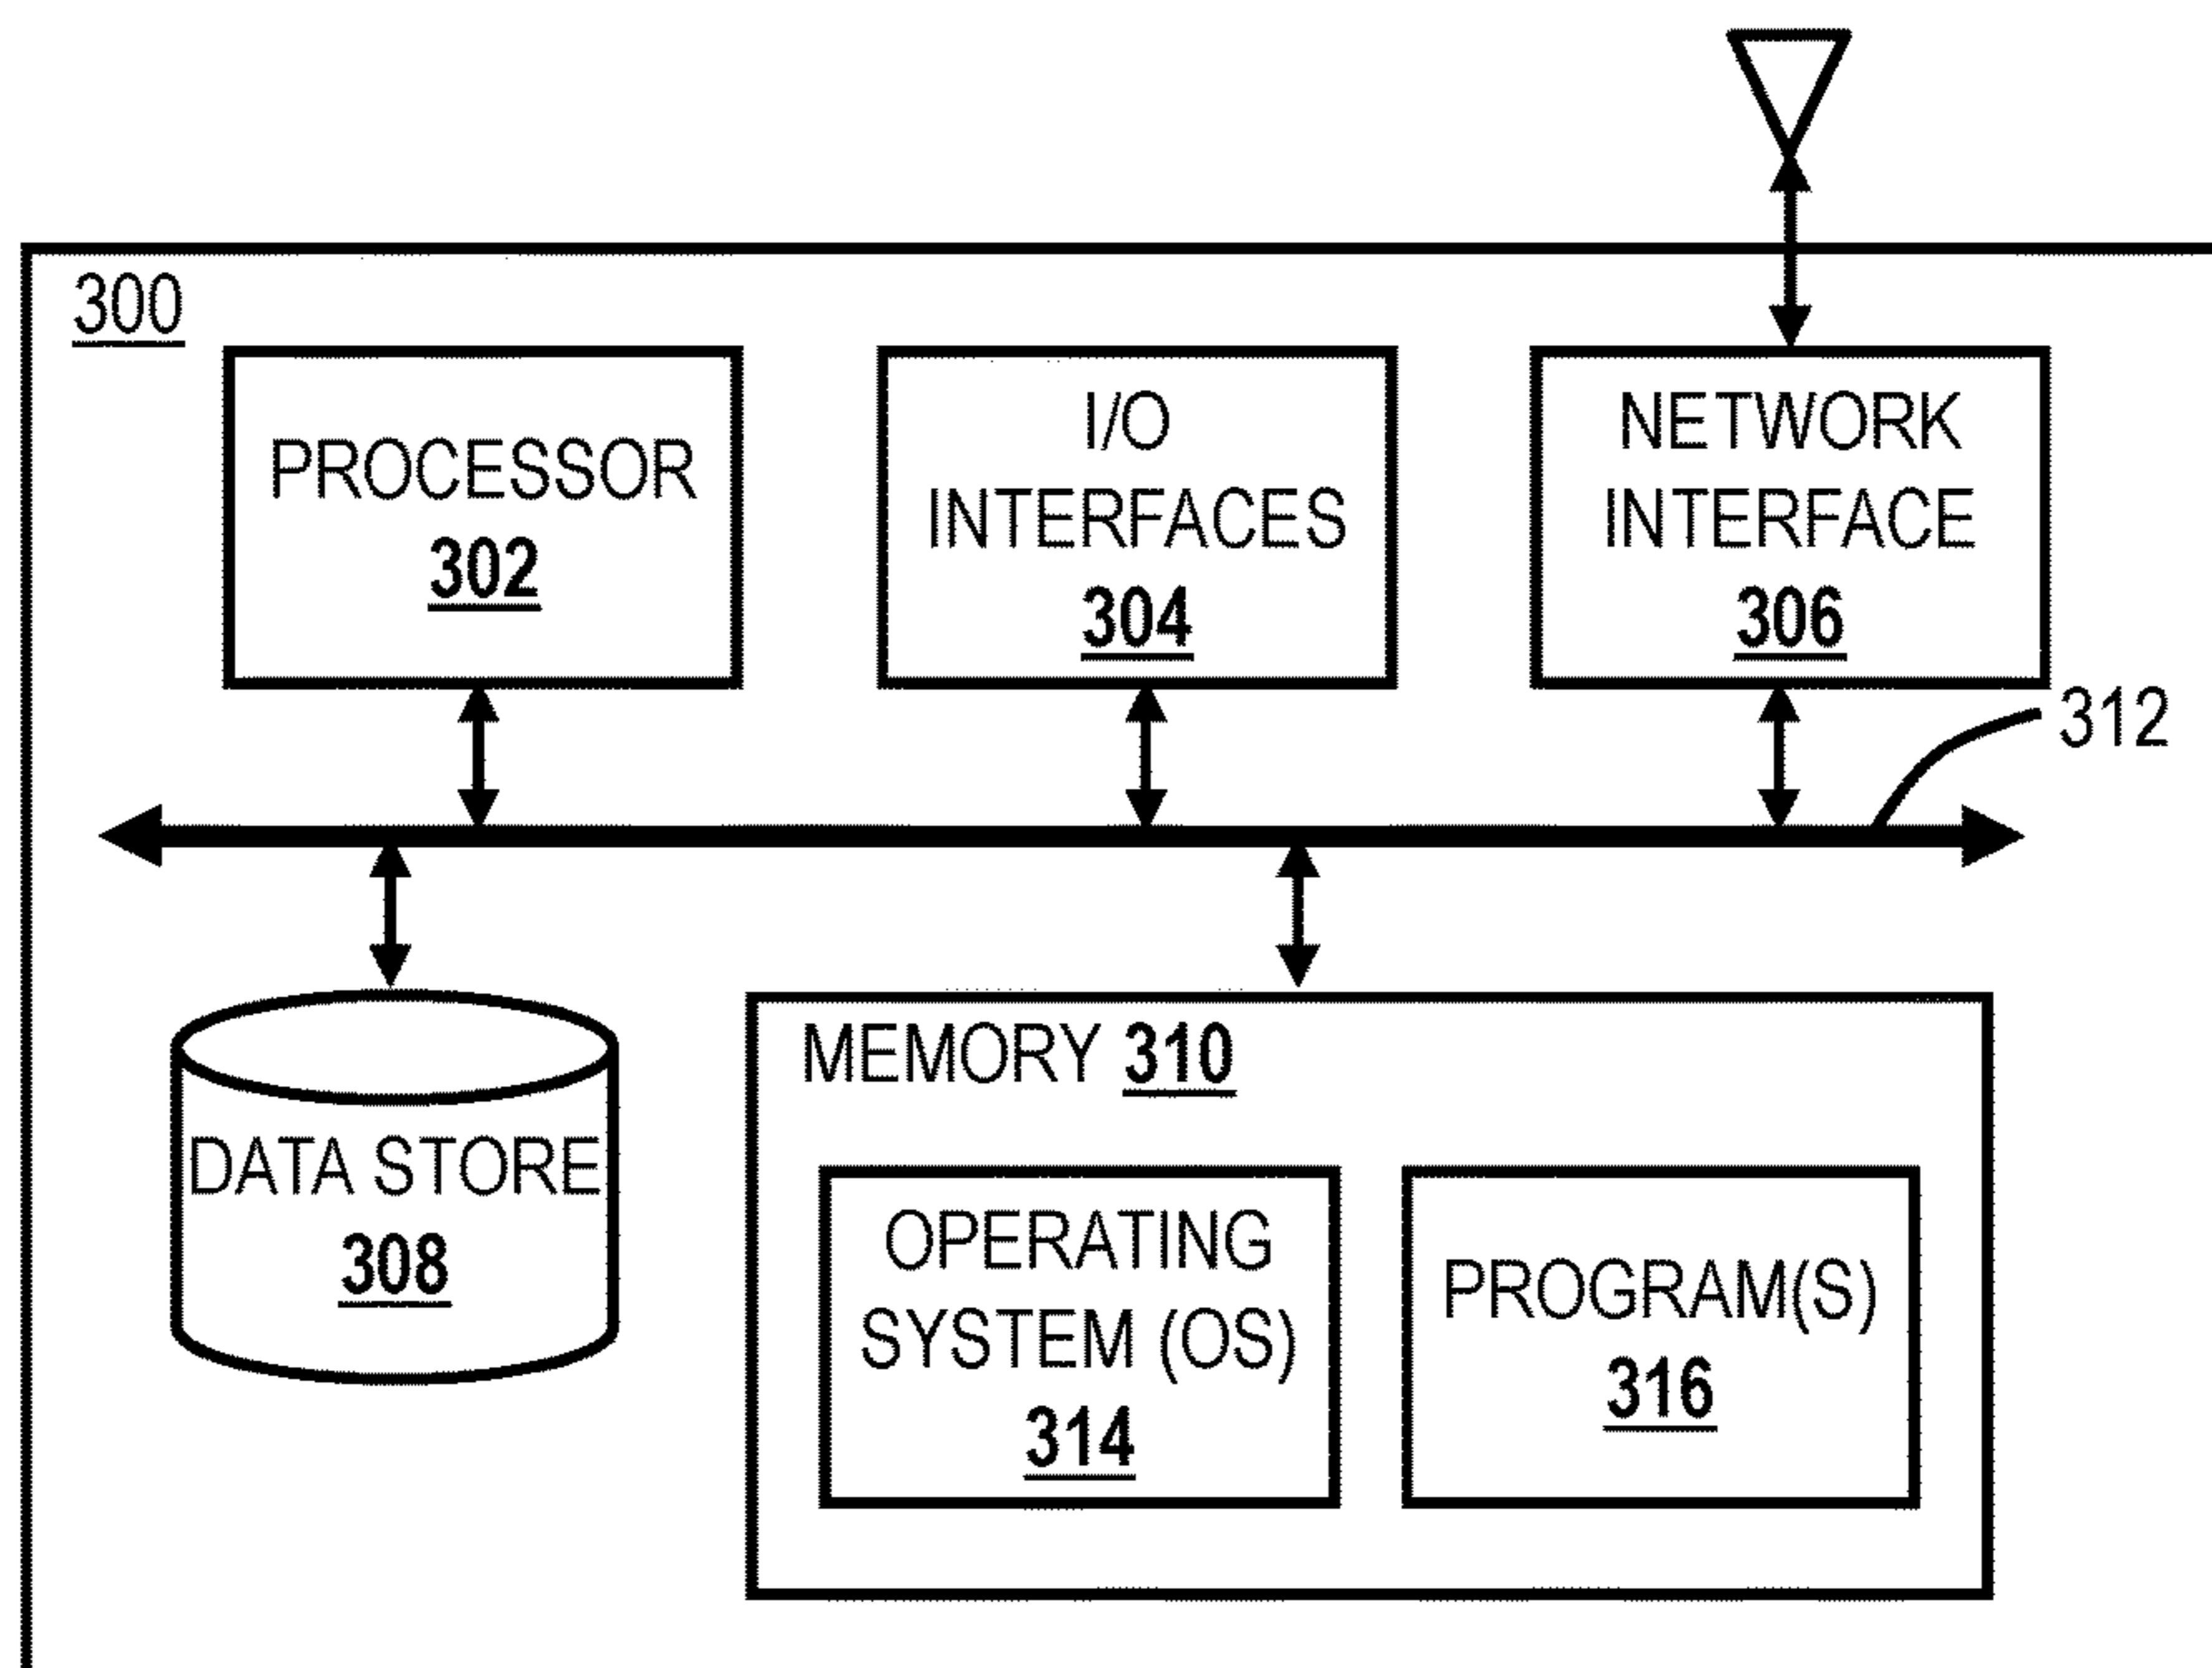 300
PROCESSOR
302
I/O
INTERFACES
304
NETWORK
INTERFACE
306
312
DATA STORE
308
MEMORY 310
OPERATING
SYSTEM (OS)
314
PROGRAM(S)
316